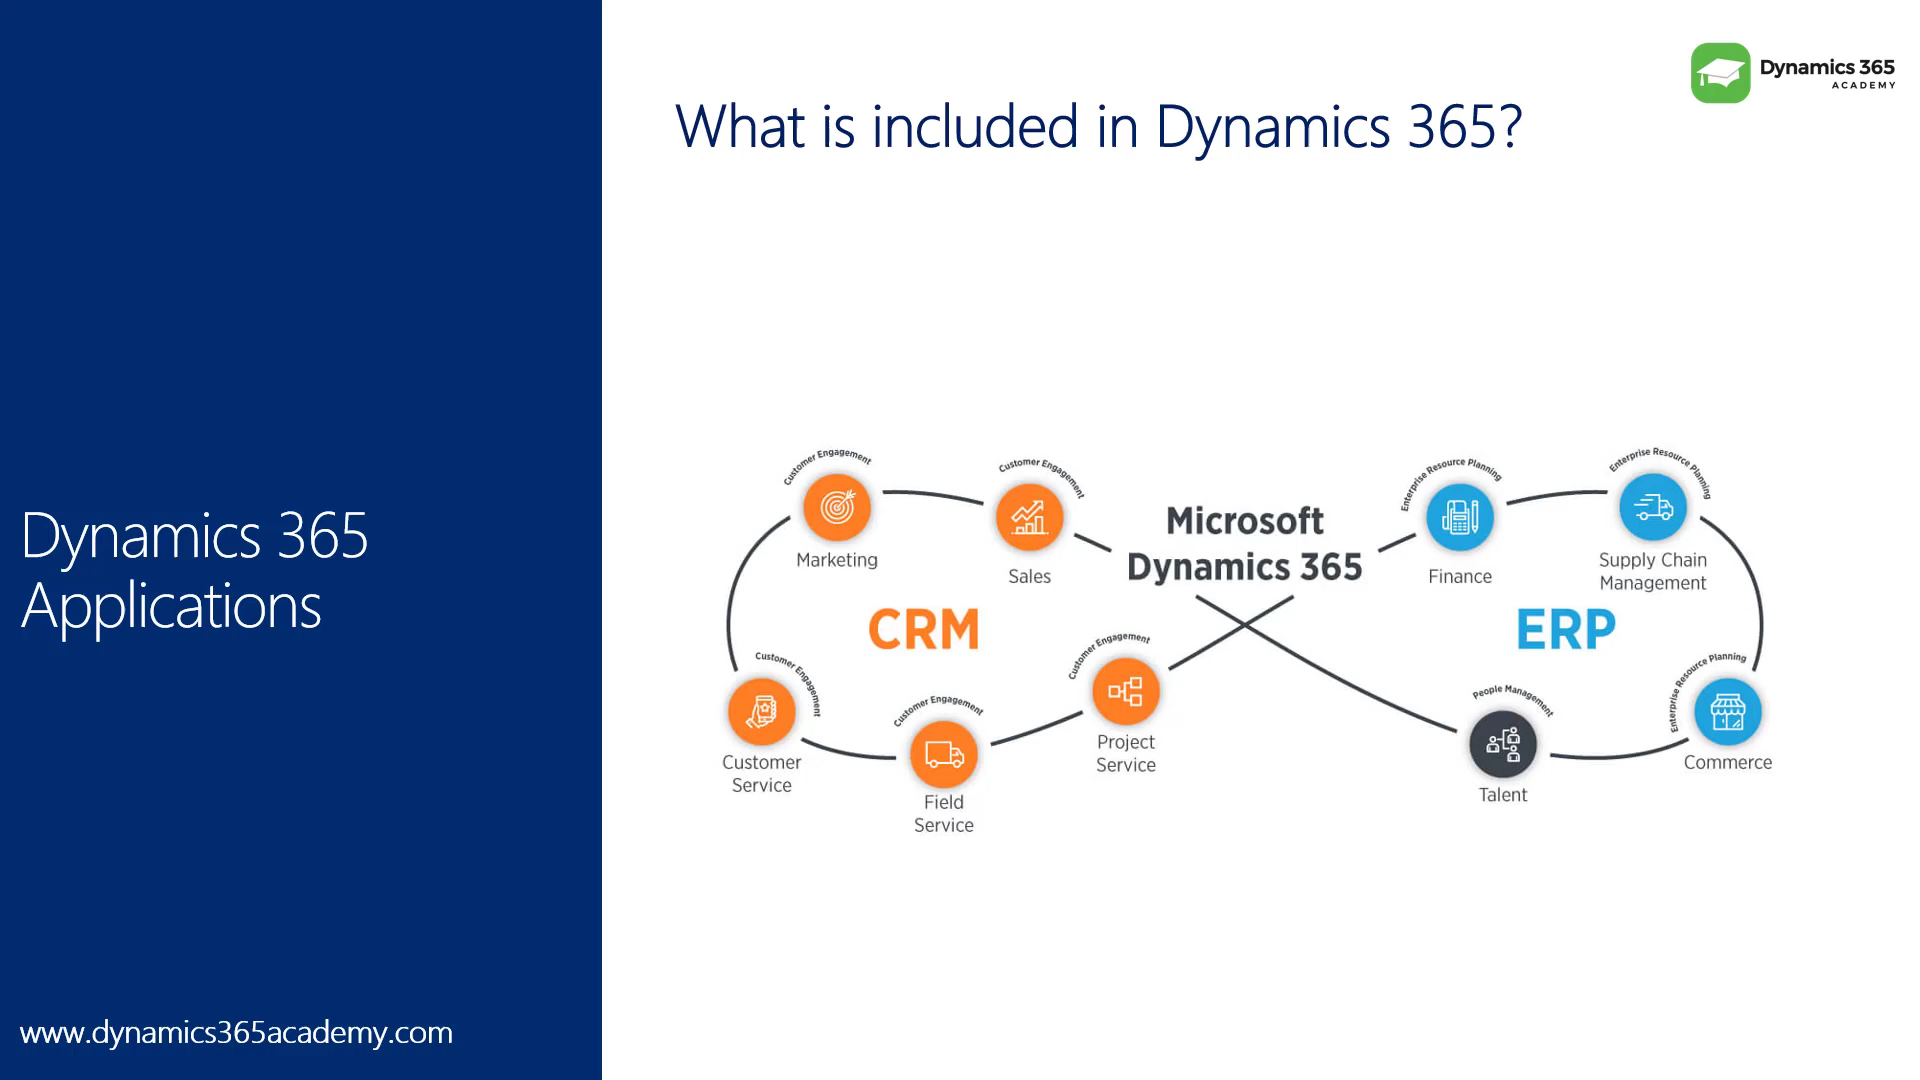 Dynamics 365
ACADEMY
What is included in Dynamics 365?
Dynamics 365
Applications
www.dynamics365academy.com
Microsoft
Dynamics 365
CRM
Customer Engagement
Marketing
Customer Engagement
Sales
Customer Engagement
Customer
Service
Customer Engagement
Field
Service
Customer Engagement
Project
Service
ERP
Enterprise Resource Planning
Finance
Enterprise Resource Planning
Supply Chain
Management
Enterprise Resource Planning
Commerce
People Management
Talent